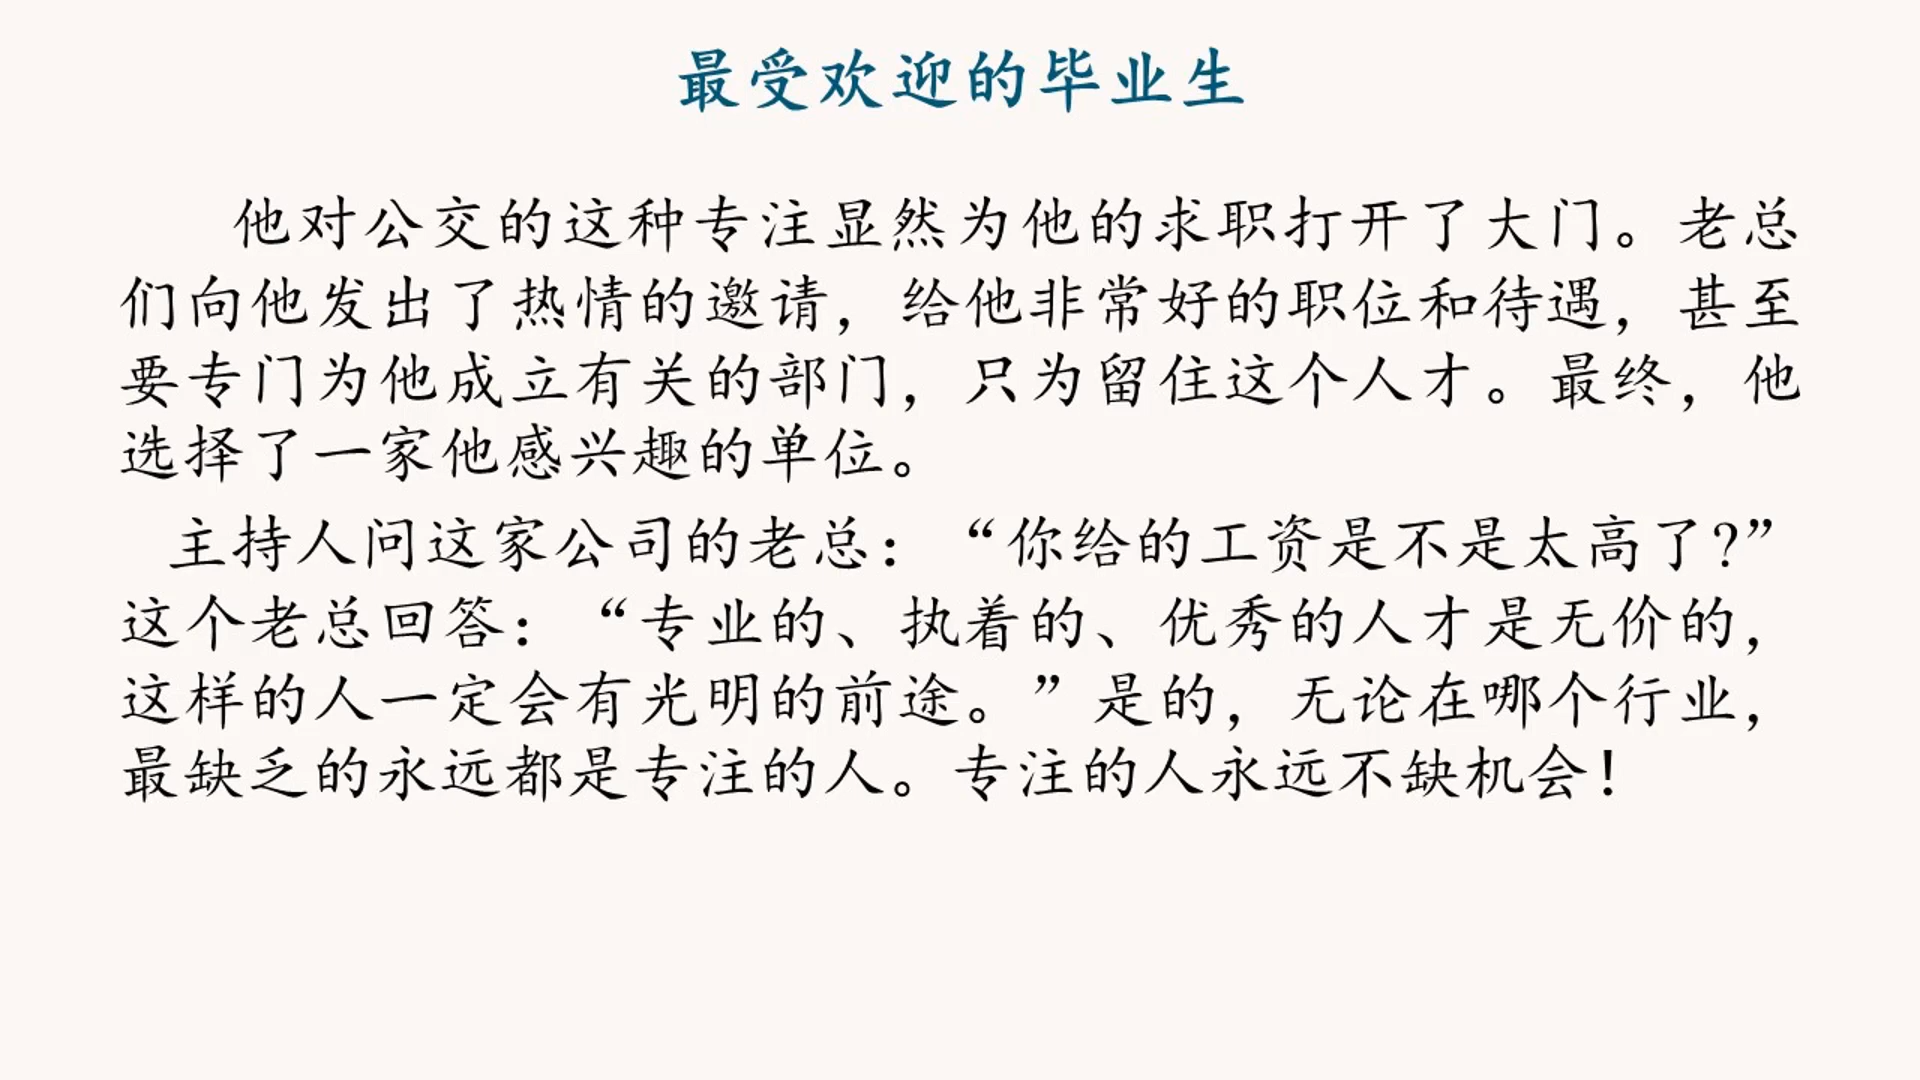 最受欢迎的毕业生
他对公交的这种专注显然为他的求职打开了大门。老总
们向他发出了热情的邀请，给他非常好的职位和待遇，甚至
要专门为他成立有关的部门，只为留住这个人才。最终，他
选择了一家他感兴趣的单位。
主持人问这家公司的老总：“你给的工资是不是太高了?”
这个老总回答：“专业的、执着的、优秀的人才是无价的，
这样的人一定会有光明的前途。”是的，无论在哪个行业，
最缺乏的永远都是专注的人。专注的人永远不缺机会！